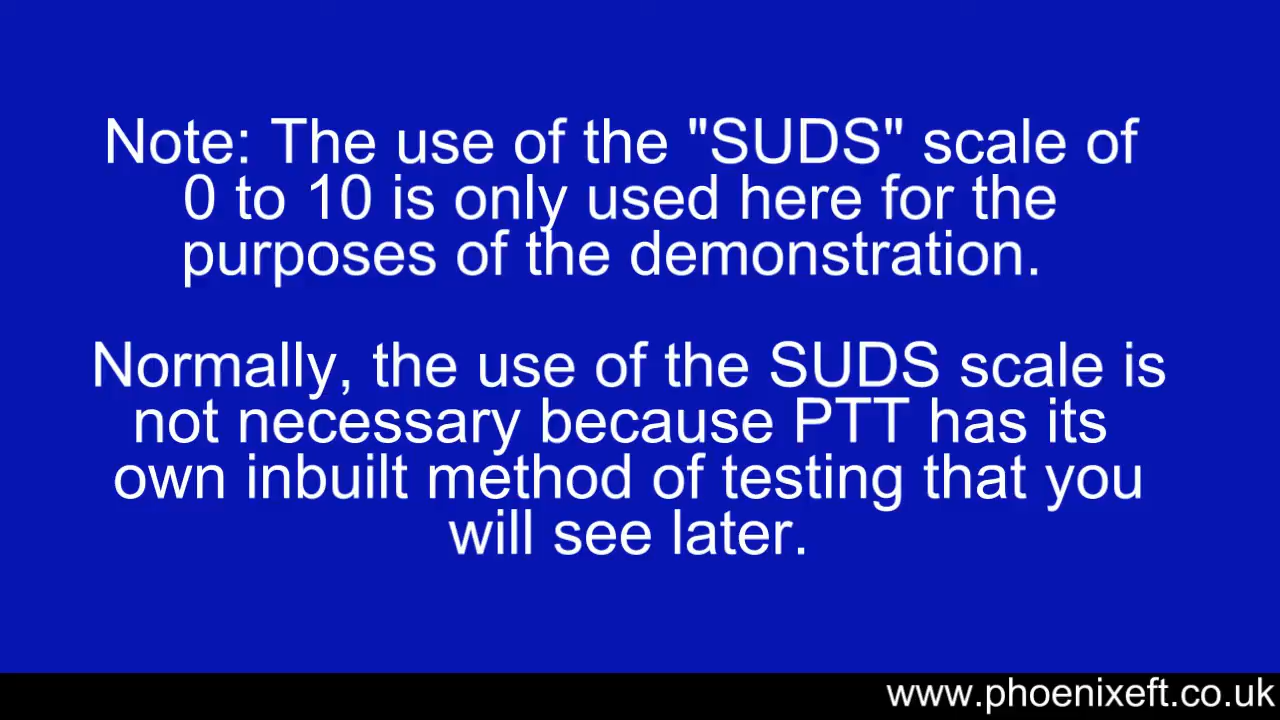 Note: The use of the "SUDS" scale of
0 to 10 is only used here for the
purposes of the demonstration.
Normally, the use of the SUDS scale is
not necessary because PTT has its
own inbuilt method of testing that you
will see later.
www.phoenixeft.co.uk